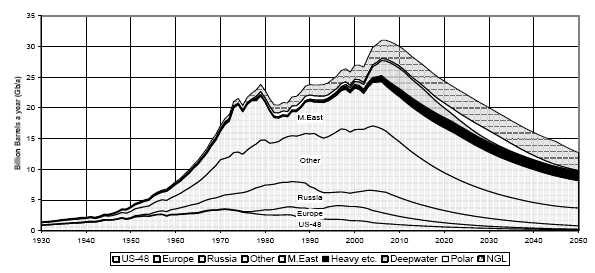 35
30
25
20
15
10
5
0
Billion Barrels a year (Gb/a)
M.East
Other
Russia
Europe
US-48
1930 1940 1950 1960 1970 1980 1990 2000 2010 2020 2030 2040 2050
US-48 Europe Russia Other M.East Heavy etc. Deepwater Polar NGL